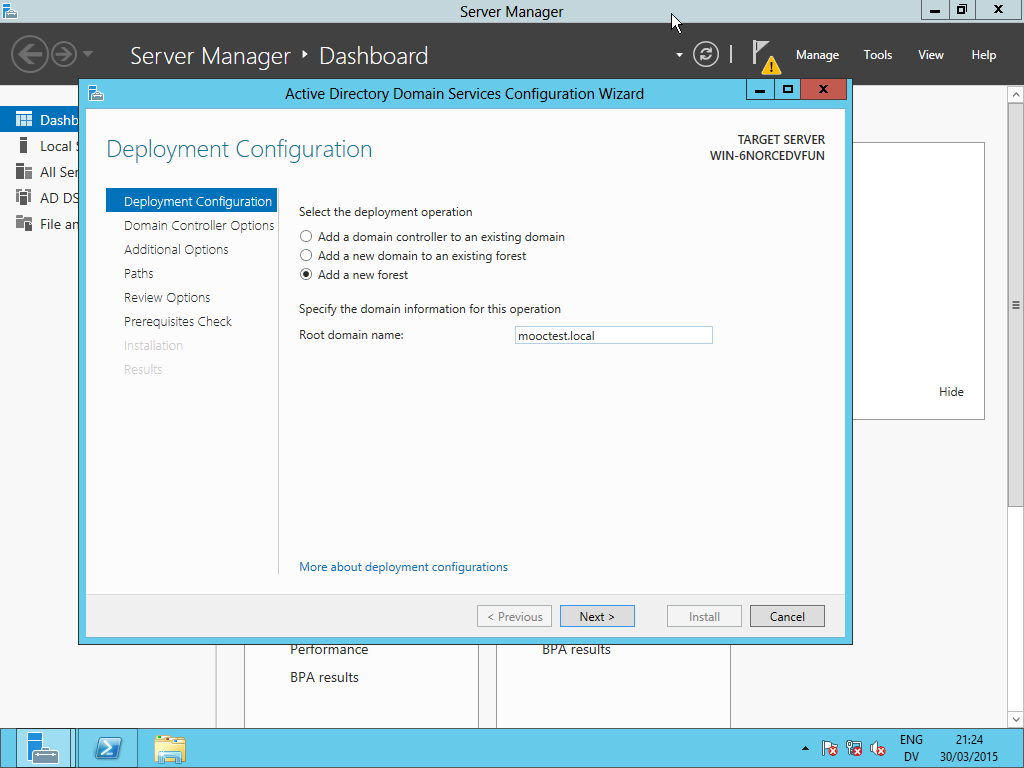 Server Manager
Server Manager ‣ Dashboard
Manage Tools View Help
Active Directory Domain Services Configuration Wizard
Dashb
Local S
All Ser
AD DS
File an
Deployment Configuration
TARGET SERVER
WIN-6NORCEDVFUN
Deployment Configuration
Domain Controller Options
Additional Options
Paths
Review Options
Prerequisites Check
Installation
Results
Select the deployment operation
Add a domain controller to an existing domain
Add a new domain to an existing forest
Add a new forest
Specify the domain information for this operation
Root domain name: mooctest.local
More about deployment configurations
Hide
< Previous Next > Install Cancel
Performance
BPA results
BPA results
ENG
DV
21:24
30/03/2015